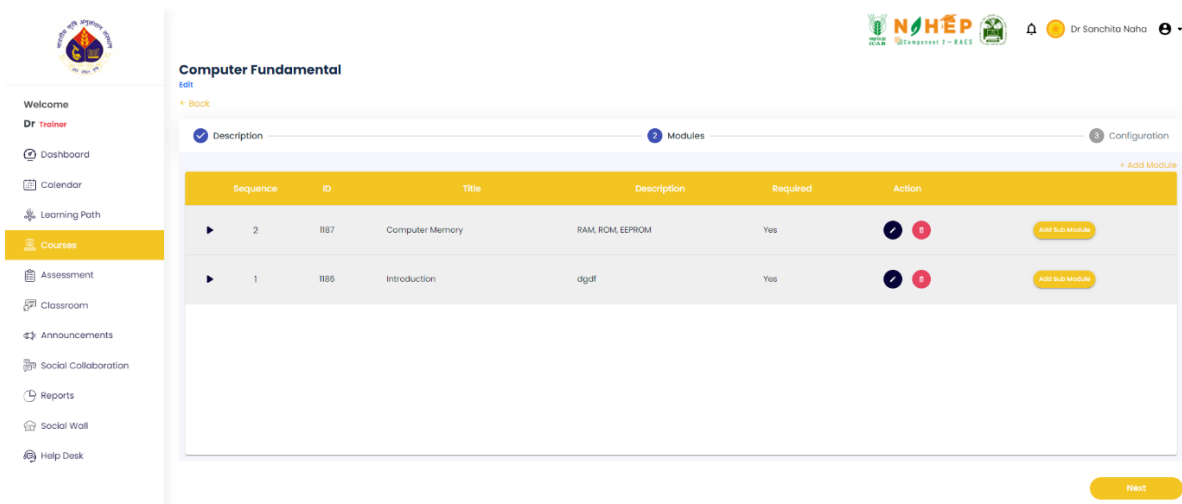 NAHEP
ICAR
Component 2 - RAES
Dr Sanchita Naha
Computer Fundamental
Edit
← Back
Welcome
Dr Trainer
Dashboard
Calendar
Learning Path
Courses
Assessment
Classroom
Announcements
Social Collaboration
Reports
Social Wall
Help Desk
Description
2 Modules
3 Configuration
+ Add Module
Sequence ID Title Description Required Action
2 1187 Computer Memory RAM, ROM, EEPROM Yes Add Sub Module
1 1186 Introduction dgdf Yes Add Sub Module
Next